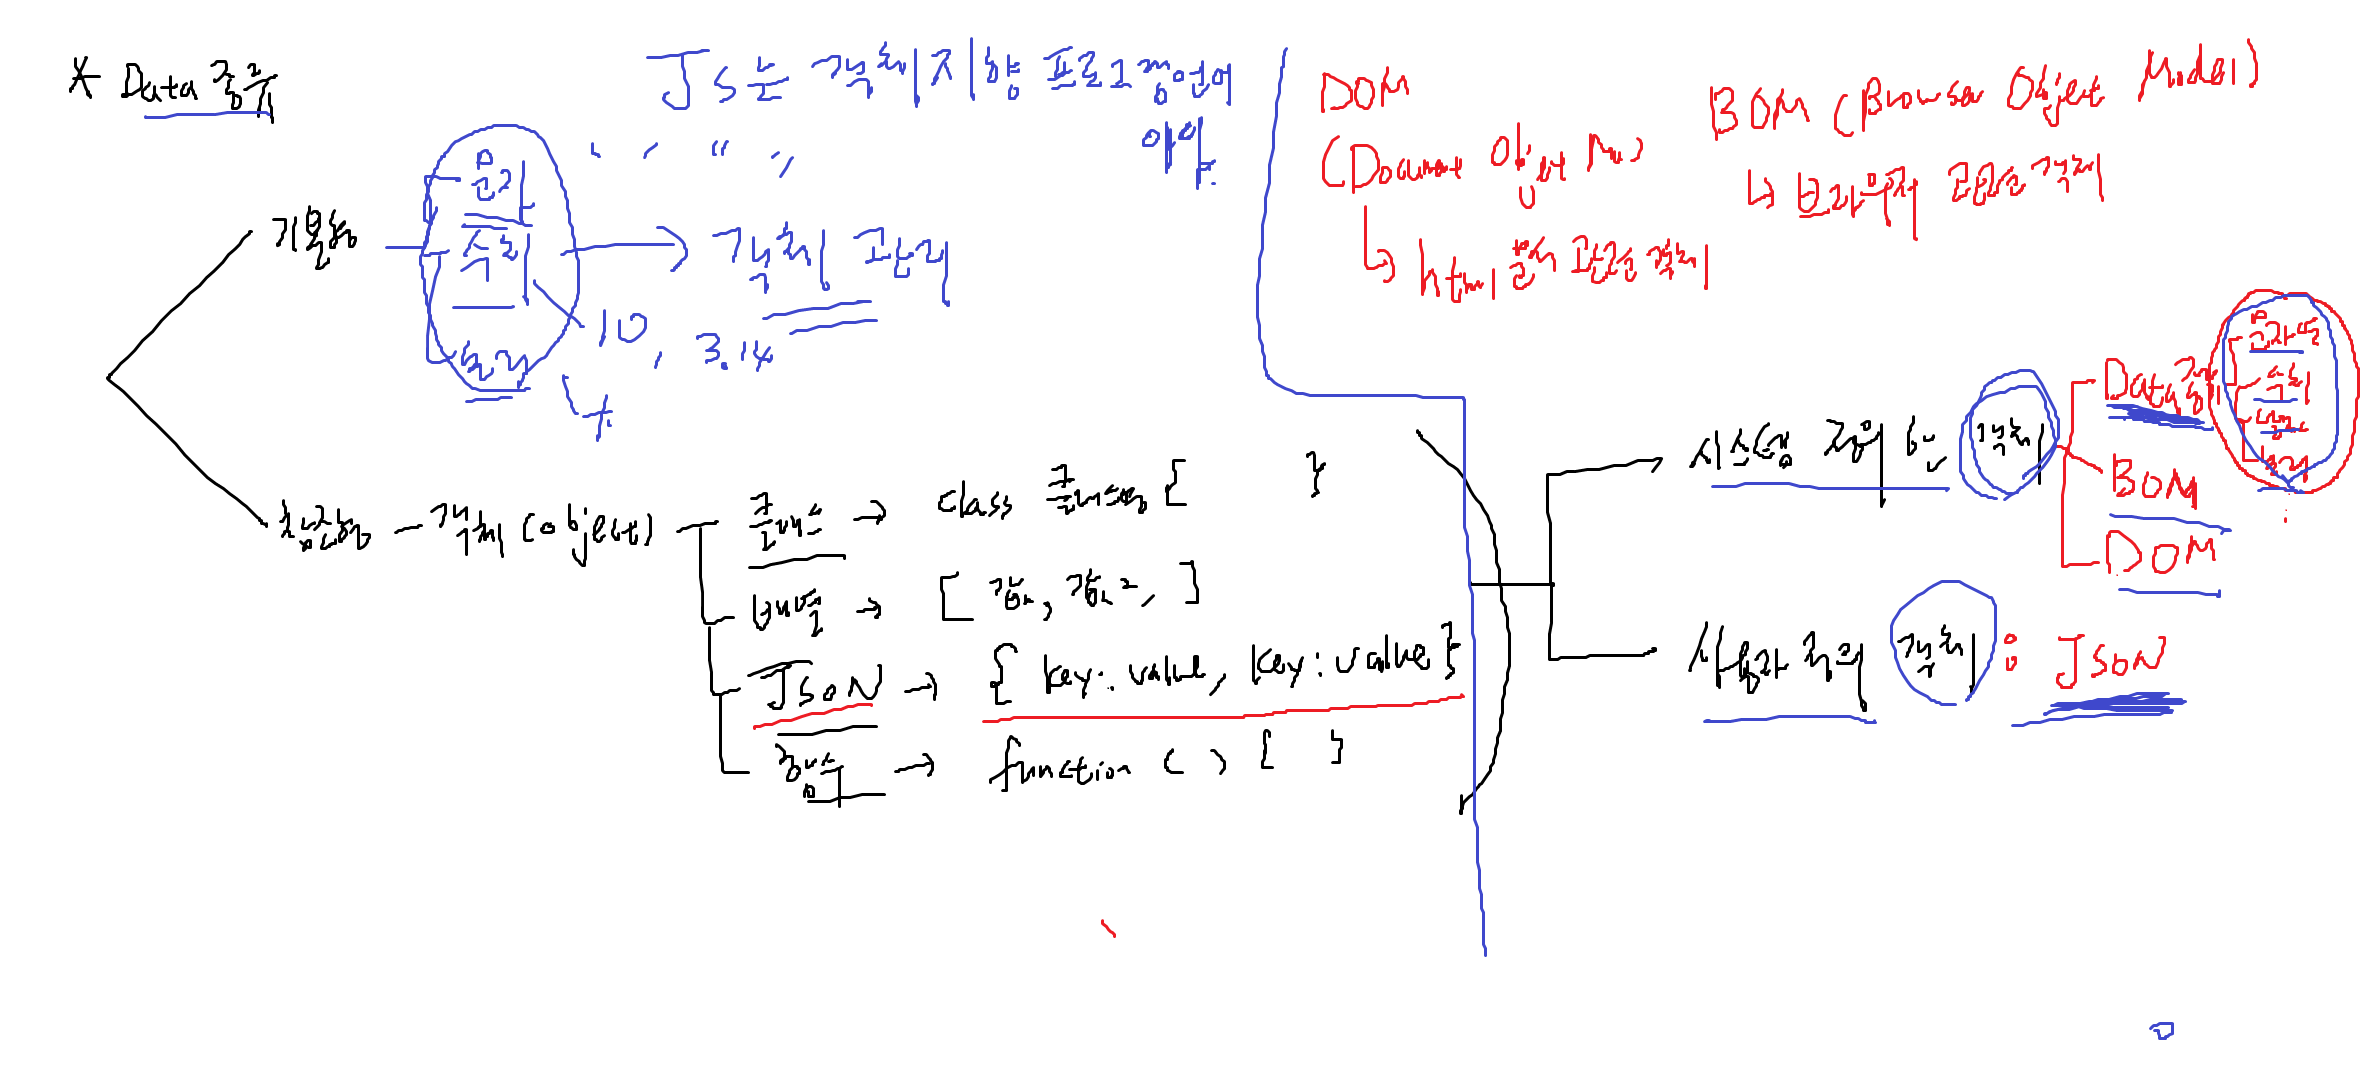 * Data 종류
JS는 객체지향 프로그래밍언어
이야.
기본형
문자
" ' " "
숫자
10, 3.14
논리
객체 관리
참조형 - 객체 (object)
클래스 → class 클래스명 { }
배열 → [ 값1, 값2, ]
JSON → { key: value, key: value }
함수 → function ( ) { }
DOM
(Document Object Mo)
↳ html 문서 관련 객체
BOM (Browser Object Model)
↳ 브라우저 관련 객체
시스템 정의 객체
Data 종류
문자열
숫자
논리
BOM
DOM
사용자 정의 객체 : JSON